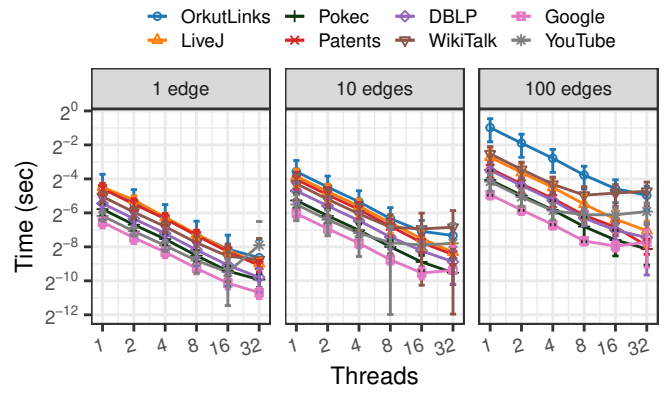 OrkutLinks Pokec DBLP Google
LiveJ Patents WikiTalk YouTube
1 edge 10 edges 100 edges
Time (sec)
2^0
2^−2
2^−4
2^−6
2^−8
2^−10
2^−12
1 2 4 8 16 32 1 2 4 8 16 32 1 2 4 8 16 32
Threads